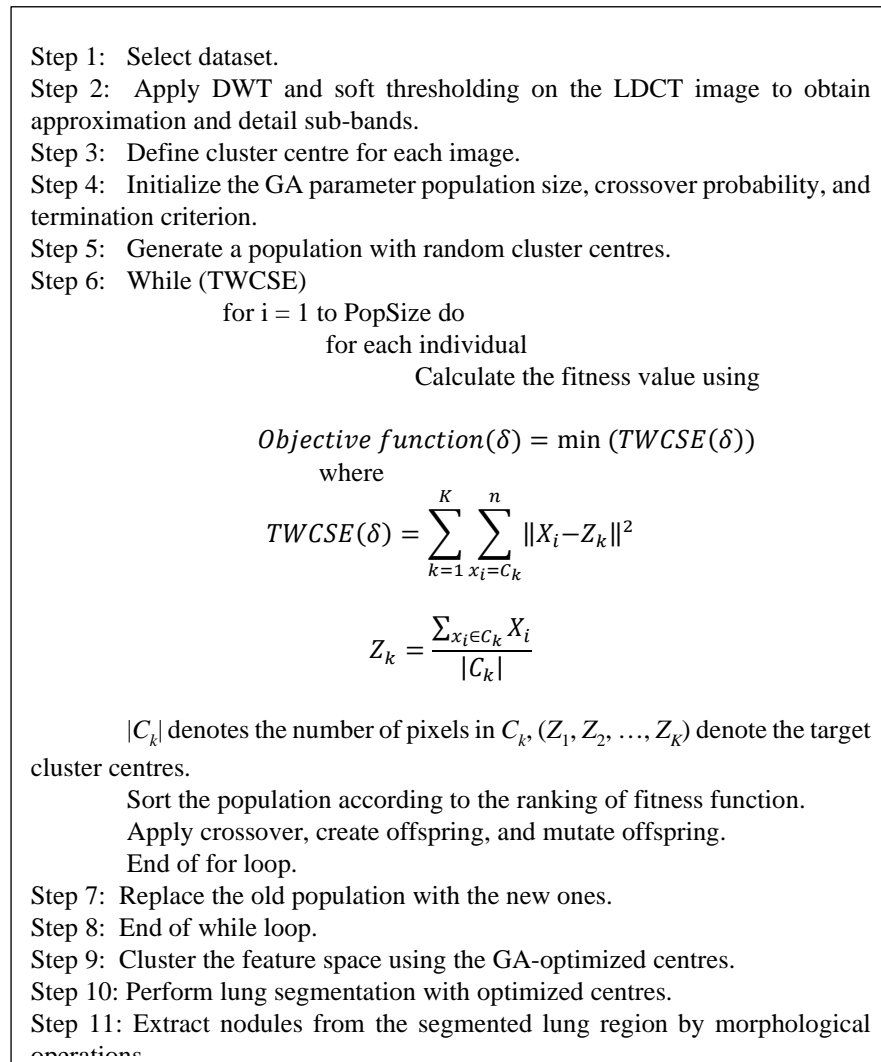 Step 1: Select dataset.
Step 2: Apply DWT and soft thresholding on the LDCT image to obtain
approximation and detail sub-bands.
Step 3: Define cluster centre for each image.
Step 4: Initialize the GA parameter population size, crossover probability, and
termination criterion.
Step 5: Generate a population with random cluster centres.
Step 6: While (TWCSE)
for i = 1 to PopSize do
for each individual
Calculate the fitness value using
Objective function(δ) = min (TWCSE(δ))
where
TWCSE(δ) = ∑_{k=1}^{K} ∑_{x_i=C_k}^{n} ‖X_i−Z_k‖²
Z_k = ∑_{x_i∈C_k} X_i / |C_k|
|C_k| denotes the number of pixels in C_k, (Z_1, Z_2, …, Z_K) denote the target
cluster centres.
Sort the population according to the ranking of fitness function.
Apply crossover, create offspring, and mutate offspring.
End of for loop.
Step 7: Replace the old population with the new ones.
Step 8: End of while loop.
Step 9: Cluster the feature space using the GA-optimized centres.
Step 10: Perform lung segmentation with optimized centres.
Step 11: Extract nodules from the segmented lung region by morphological
operations